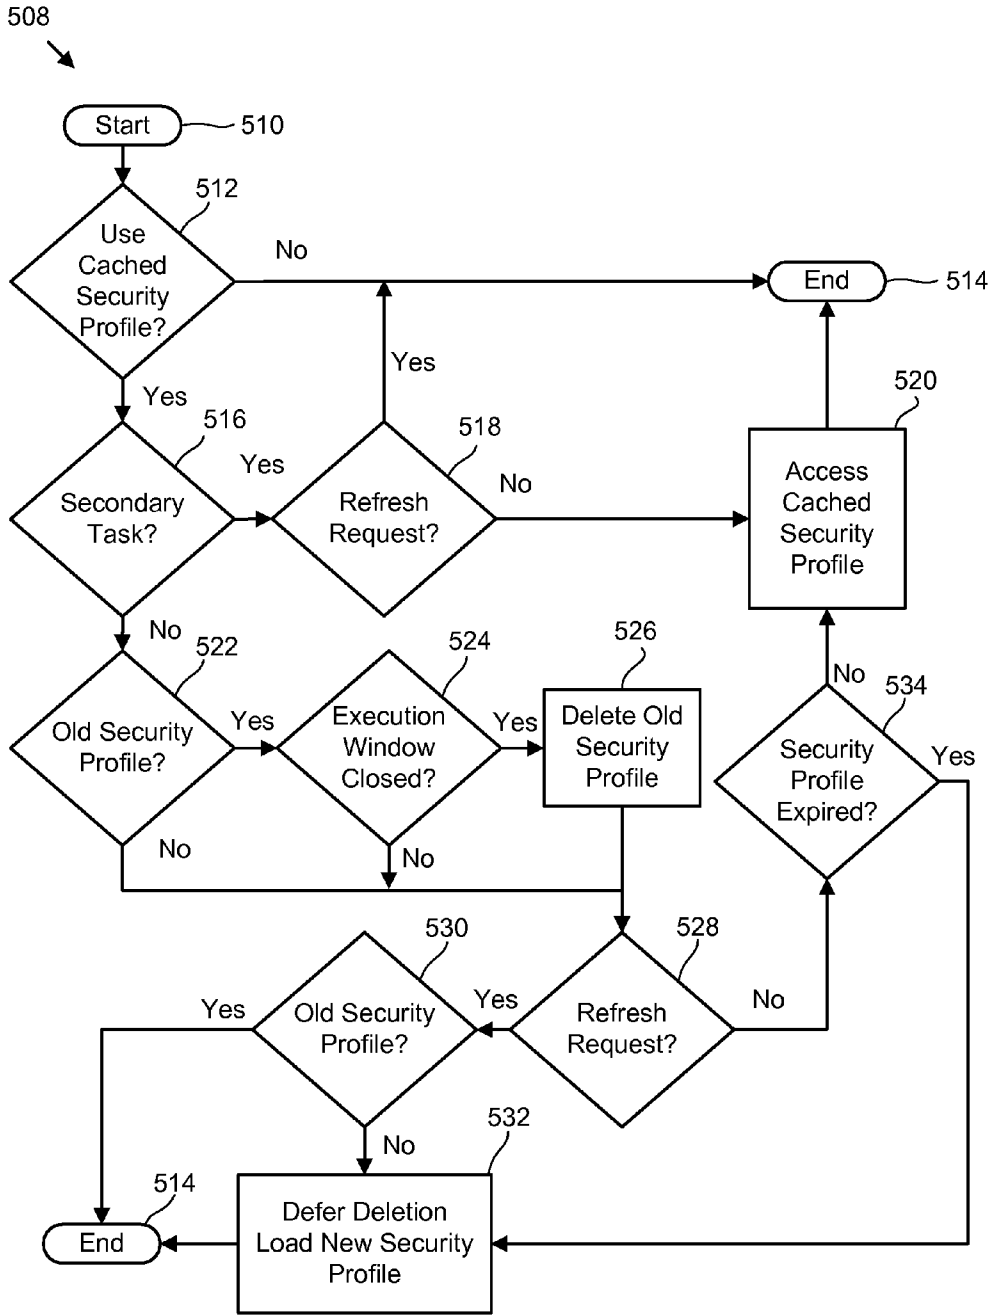 508
Start
510
512
Use
Cached
Security
Profile?
No
End
514
Yes
Yes
516
Secondary
Task?
Yes
518
Refresh
Request?
No
520
Access
Cached
Security
Profile
No
522
Old Security
Profile?
Yes
524
Execution
Window
Closed?
Yes
526
Delete Old
Security
Profile
No
534
Security
Profile
Expired?
Yes
No
No
530
Old Security
Profile?
Yes
Yes
528
Refresh
Request?
No
No
532
Defer Deletion
Load New Security
Profile
514
End